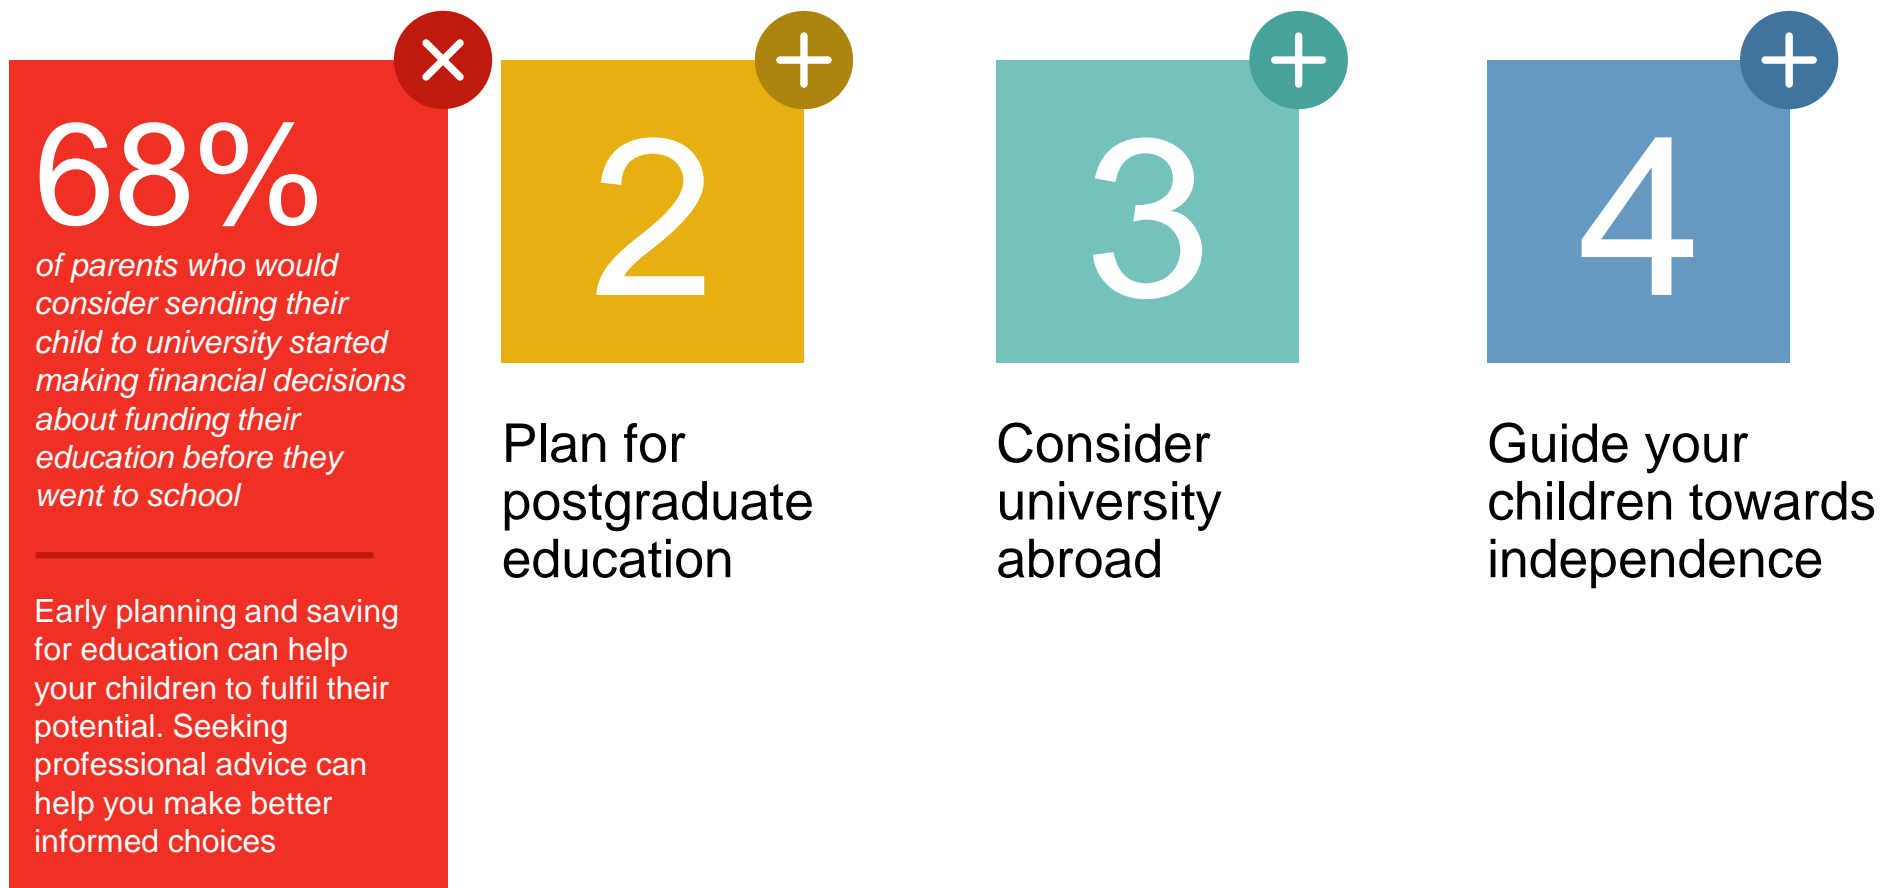 68%
of parents who would
consider sending their
child to university started
making financial decisions
about funding their
education before they
went to school
Early planning and saving
for education can help
your children to fulfil their
potential. Seeking
professional advice can
help you make better
informed choices
2
Plan for
postgraduate
education
3
Consider
university
abroad
4
Guide your
children towards
independence